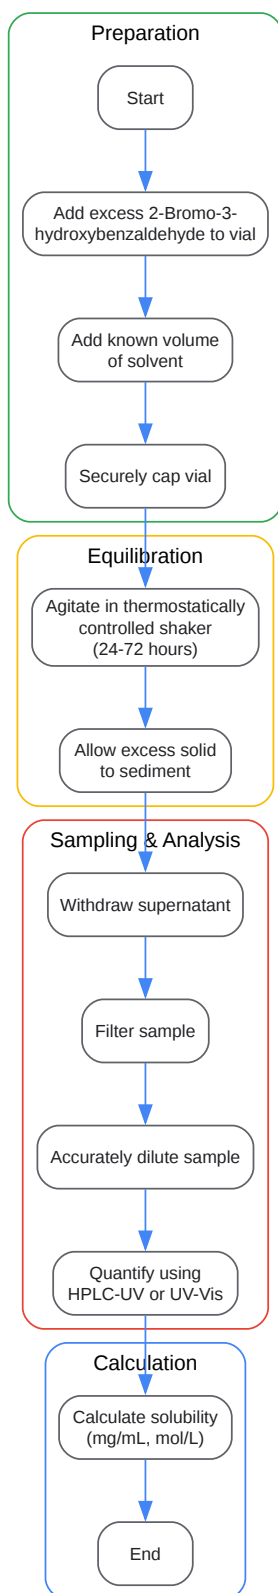 Preparation
Start
Add excess 2-Bromo-3-
hydroxybenzaldehyde to vial
Add known volume
of solvent
Securely cap vial
Equilibration
Agitate in thermostatically
controlled shaker
(24-72 hours)
Allow excess solid
to sediment
Sampling & Analysis
Withdraw supernatant
Filter sample
Accurately dilute sample
Quantify using
HPLC-UV or UV-Vis
Calculation
Calculate solubility
(mg/mL, mol/L)
End